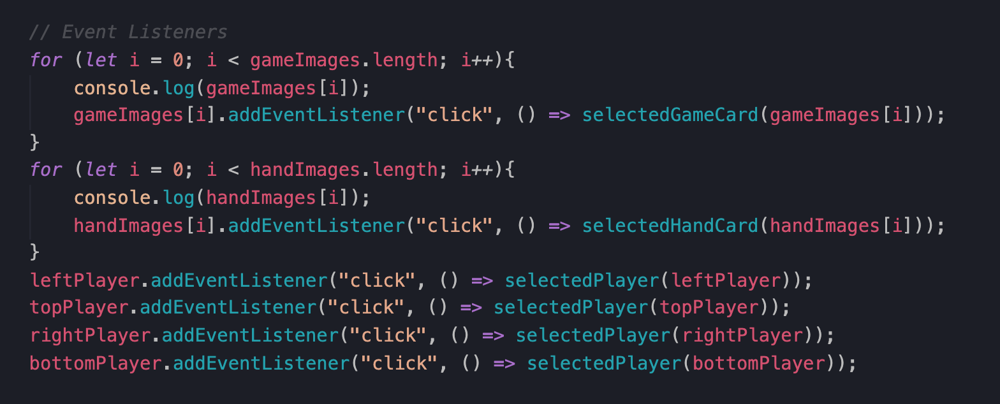 // Event Listeners
for (let i = 0; i < gameImages.length; i++){
    console.log(gameImages[i]);
    gameImages[i].addEventListener("click", () => selectedGameCard(gameImages[i]));
}
for (let i = 0; i < handImages.length; i++){
    console.log(handImages[i]);
    handImages[i].addEventListener("click", () => selectedHandCard(handImages[i]));
}
leftPlayer.addEventListener("click", () => selectedPlayer(leftPlayer));
topPlayer.addEventListener("click", () => selectedPlayer(topPlayer));
rightPlayer.addEventListener("click", () => selectedPlayer(rightPlayer));
bottomPlayer.addEventListener("click", () => selectedPlayer(bottomPlayer));